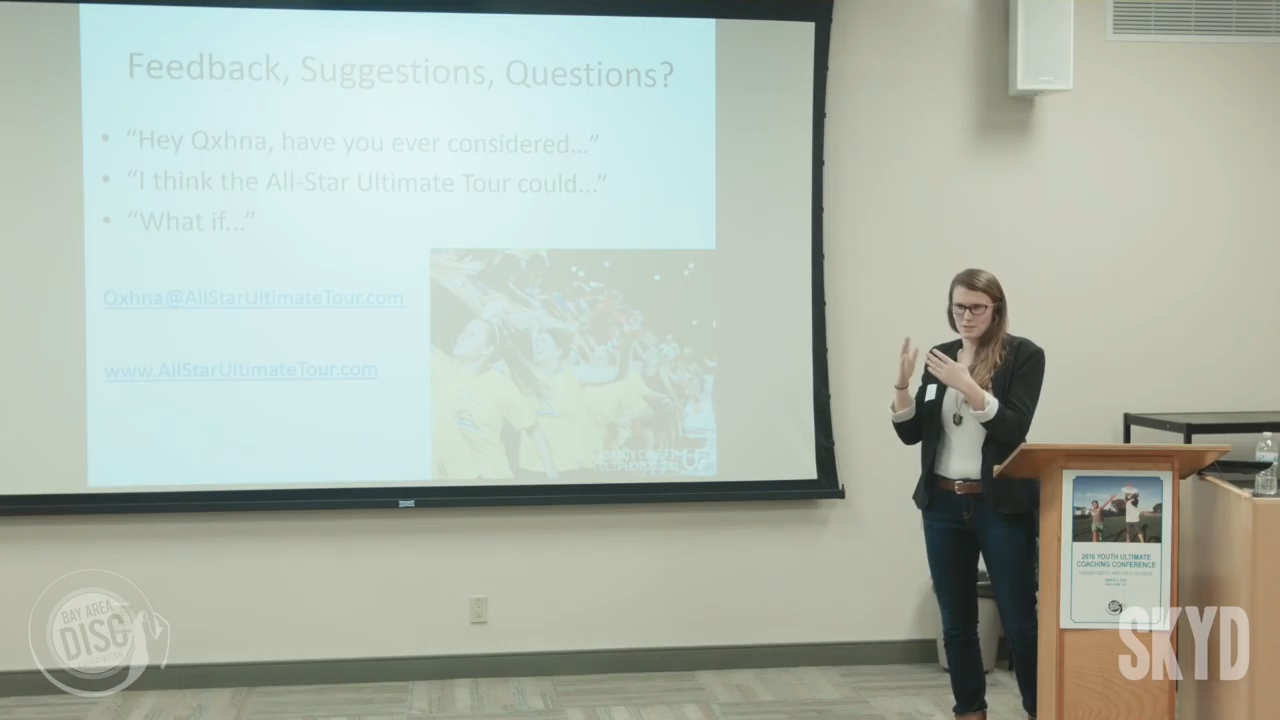 Feedback, Suggestions, Questions?
• “Hey Qxhna, have you ever considered…”
• “I think the All-Star Ultimate Tour could…”
• “What if…”
Qxhna@AllStarUltimateTour.com
www.AllStarUltimateTour.com
2016 YOUTH ULTIMATE
COACHING CONFERENCE
BAY AREA
DISC
SKYD